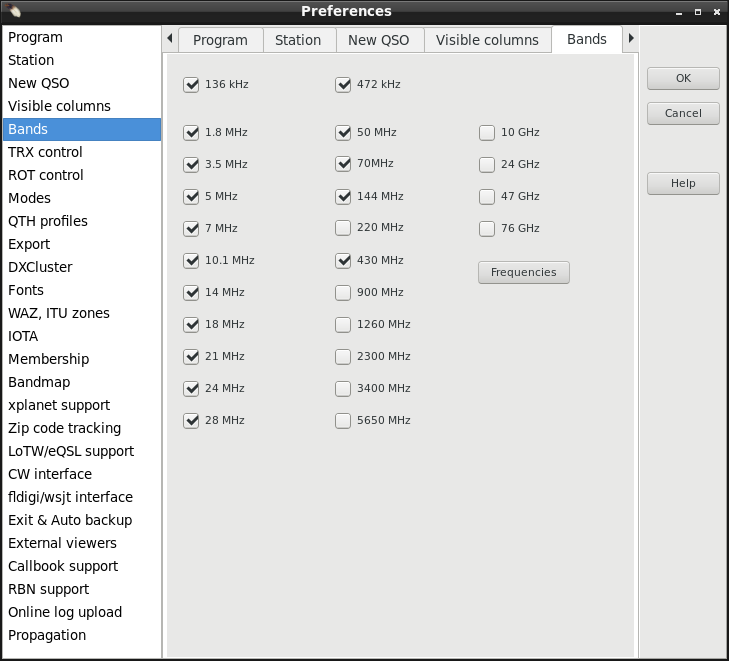 Preferences
Program
Station
New QSO
Visible columns
Bands
TRX control
ROT control
Modes
QTH profiles
Export
DXCluster
Fonts
WAZ, ITU zones
IOTA
Membership
Bandmap
xplanet support
Zip code tracking
LoTW/eQSL support
CW interface
fldigi/wsjt interface
Exit & Auto backup
External viewers
Callbook support
RBN support
Online log upload
Propagation
Program Station New QSO Visible columns Bands
136 kHz 472 kHz
1.8 MHz 50 MHz 10 GHz
3.5 MHz 70MHz 24 GHz
5 MHz 144 MHz 47 GHz
7 MHz 220 MHz 76 GHz
10.1 MHz 430 MHz Frequencies
14 MHz 900 MHz
18 MHz 1260 MHz
21 MHz 2300 MHz
24 MHz 3400 MHz
28 MHz 5650 MHz
OK
Cancel
Help